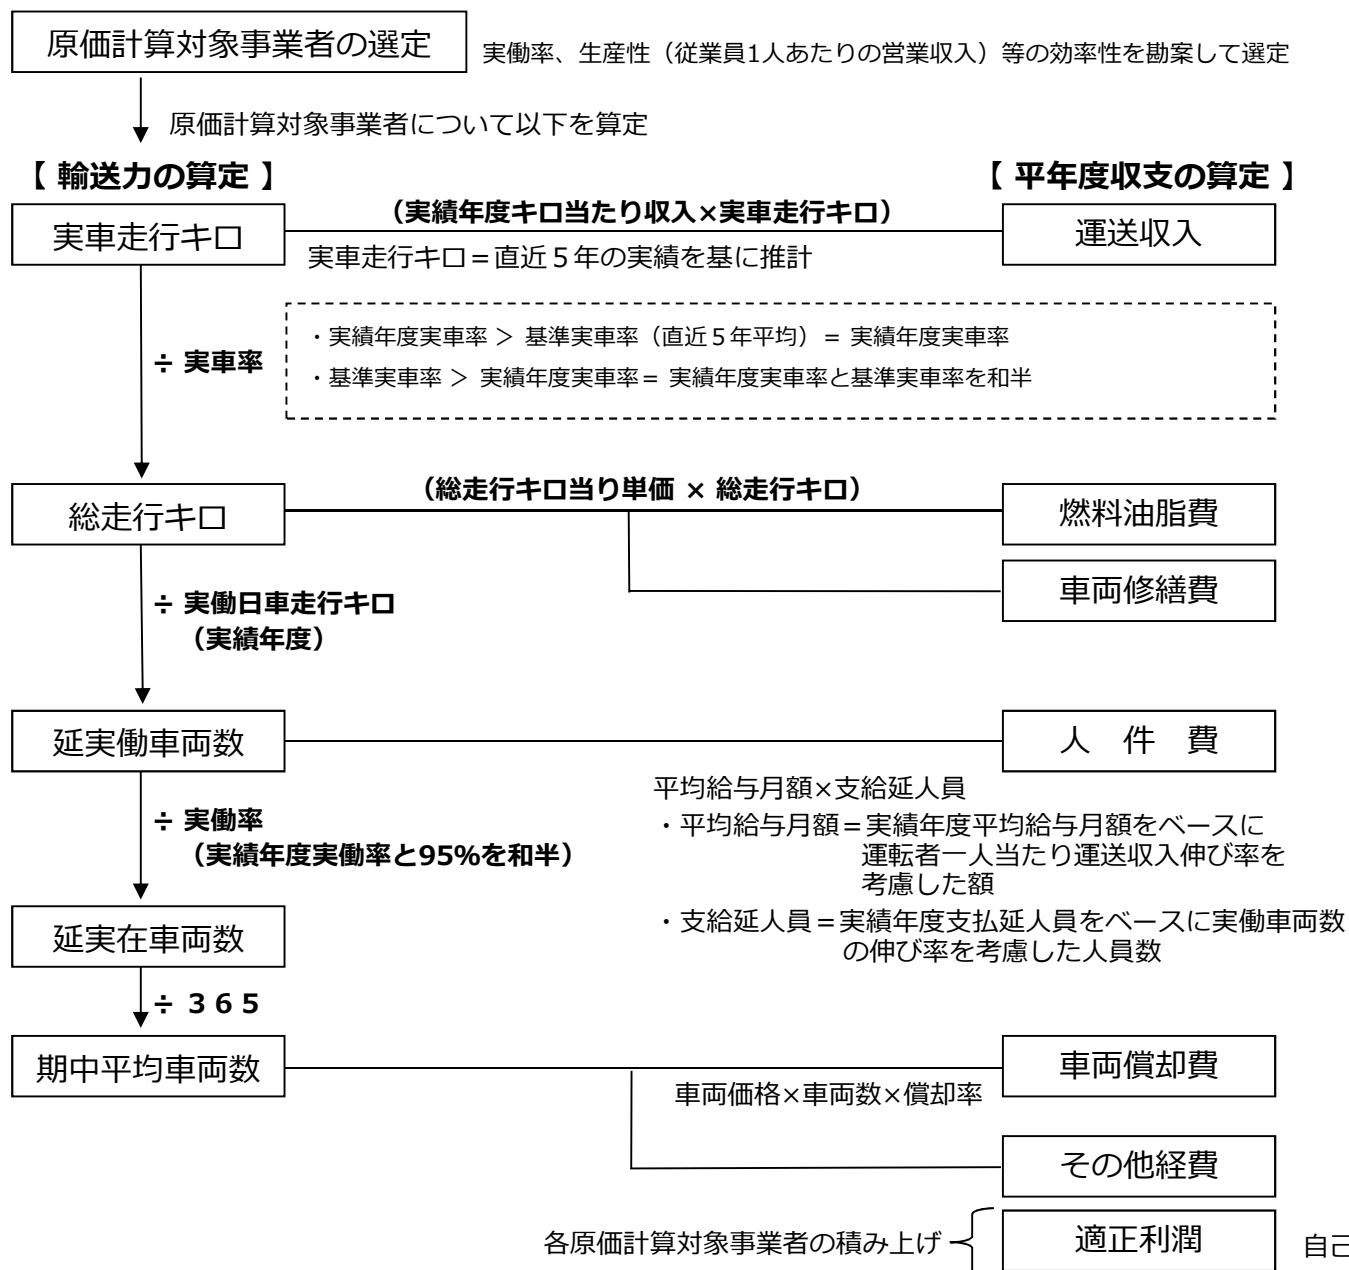 原価計算対象事業者の選定
実働率、生産性（従業員1人あたりの営業収入）等の効率性を勘案して選定
原価計算対象事業者について以下を算定
【 輸送力の算定 】
【 平年度収支の算定 】
実車走行キロ
（実績年度キロ当たり収入×実車走行キロ）
運送収入
実車走行キロ＝直近５年の実績を基に推計
÷ 実車率
・実績年度実車率 ＞ 基準実車率（直近５年平均）＝ 実績年度実車率
・基準実車率 ＞ 実績年度実車率＝ 実績年度実車率と基準実車率を和半
総走行キロ
（総走行キロ当り単価 × 総走行キロ）
燃料油脂費
車両修繕費
÷ 実働日車走行キロ
（実績年度）
延実働車両数
人　件　費
÷ 実働率
（実績年度実働率と95%を和半）
平均給与月額×支給延人員
・平均給与月額＝実績年度平均給与月額をベースに
運転者一人当たり運送収入伸び率を
考慮した額
・支給延人員＝実績年度支払延人員をベースに実働車両数
の伸び率を考慮した人員数
延実在車両数
÷ ３６５
期中平均車両数
車両償却費
車両価格×車両数×償却率
その他経費
各原価計算対象事業者の積み上げ
適正利潤
自己